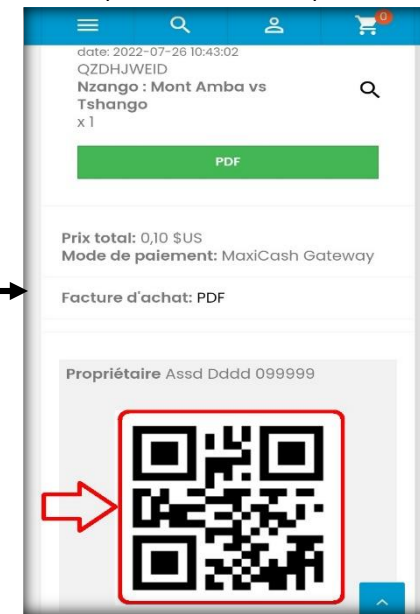 0
date: 2022-07-26 10:43:02
QZDHJWEID
Nzango : Mont Amba vs
Tshango
x 1
PDF
Prix total: 0,10 $US
Mode de paiement: MaxiCash Gateway
Facture d'achat: PDF
Propriétaire Assd Dddd 099999